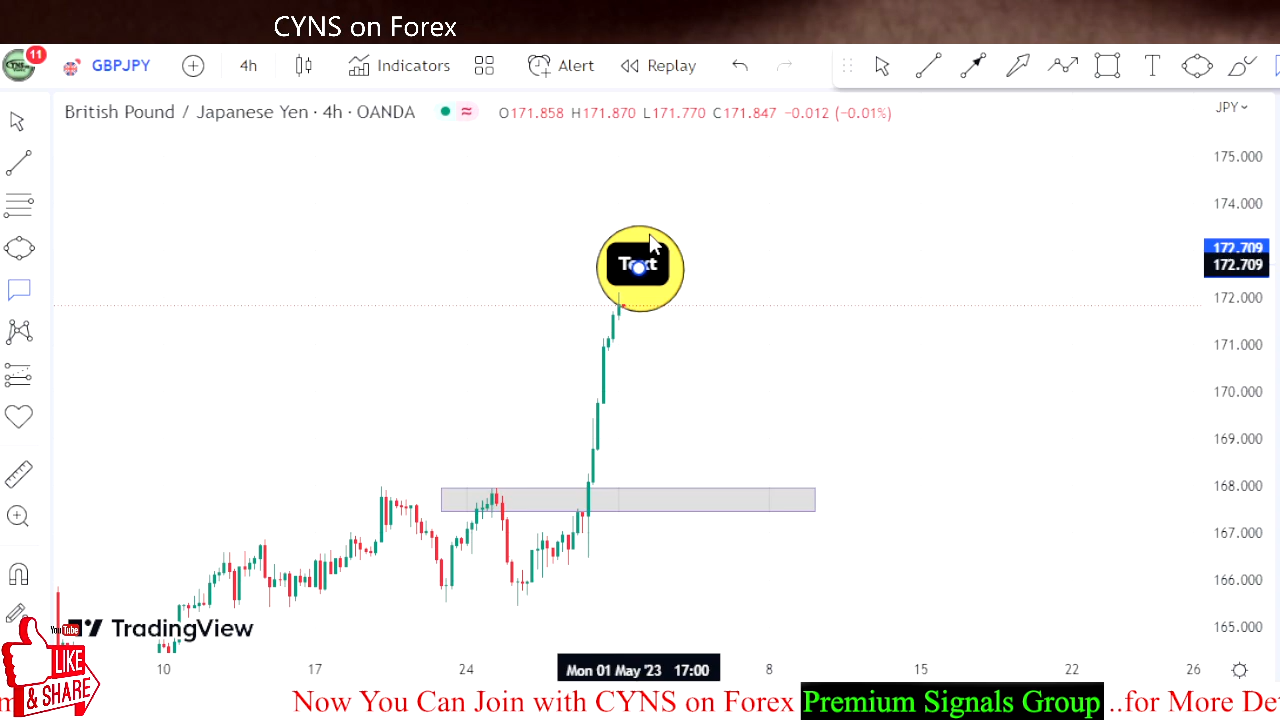 CYNS on Forex
11
GBPJPY
4h
Indicators
Alert
Replay
British Pound / Japanese Yen · 4h · OANDA
O171.858 H171.870 L171.770 C171.847 −0.012 (−0.01%)
JPY
175.000
174.000
172.709
172.709
172.000
171.000
170.000
169.000
168.000
167.000
166.000
165.000
Text
TradingView
YouTube
LIKE
& SHARE
10
17
24
Mon 01 May '23 17:00
8
15
22
26
Now You Can Join with CYNS on Forex Premium Signals Group ..for More De